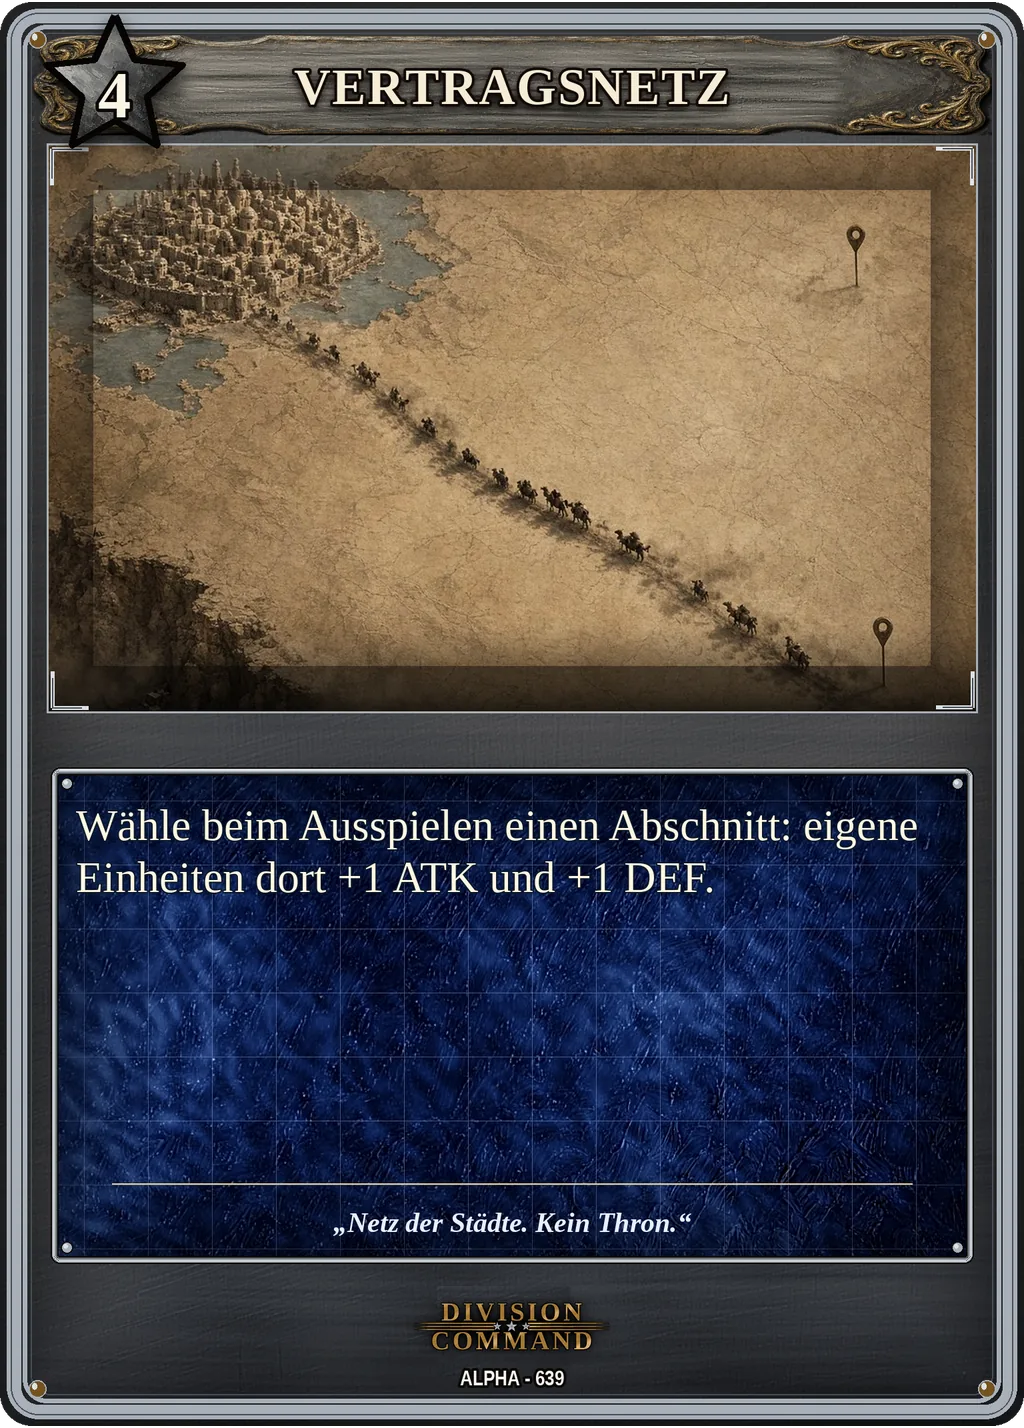 4
VERTRAGSNETZ
Wähle beim Ausspielen einen Abschnitt: eigene
Einheiten dort +1 ATK und +1 DEF.
„Netz der Städte. Kein Thron.“
DIVISION
COMMAND
ALPHA - 639